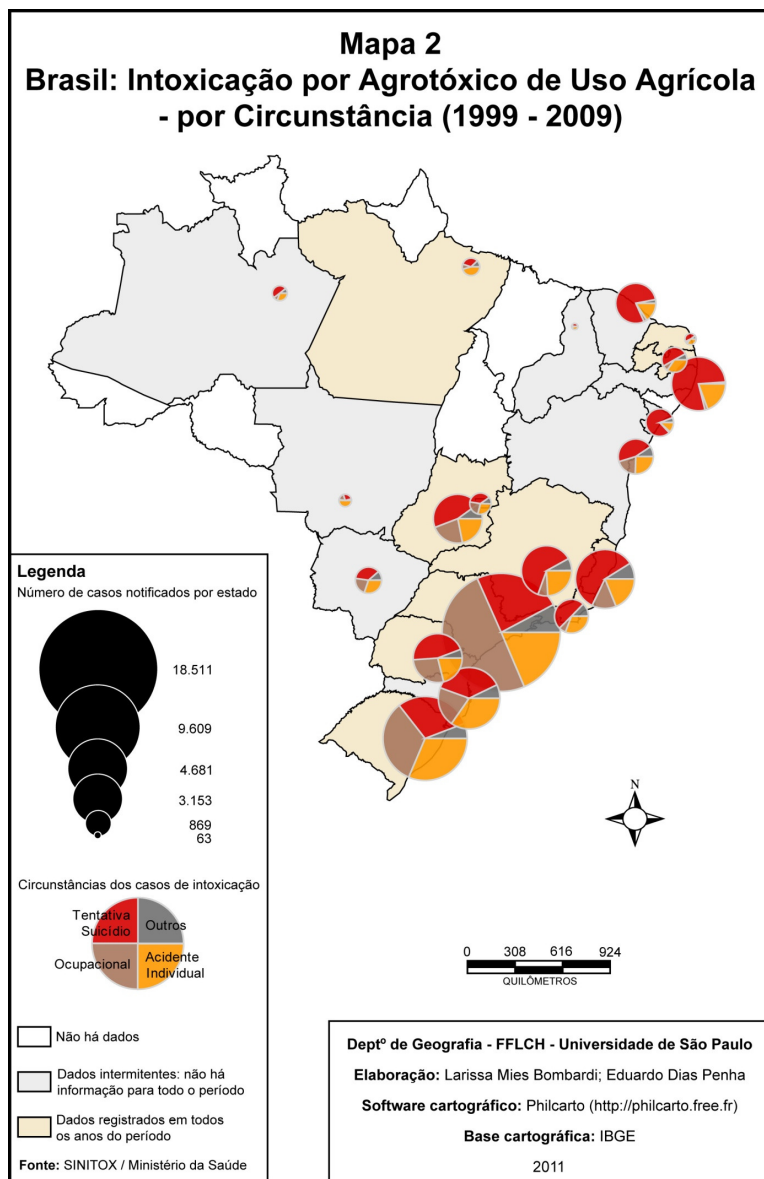 Mapa 2
Brasil: Intoxicação por Agrotóxico de Uso Agrícola
- por Circunstância (1999 - 2009)
Legenda
Número de casos notificados por estado
18.511
9.609
4.681
3.153
869
63
Circunstâncias dos casos de intoxicação
Tentativa
Suicídio
Outros
Ocupacional
Acidente
Individual
Não há dados
Dados intermitentes: não há
informação para todo o período
Dados registrados em todos
os anos do período
Fonte: SINITOX / Ministério da Saúde
N
0 308 616 924
QUILÔMETROS
Deptº de Geografia - FFLCH - Universidade de São Paulo
Elaboração: Larissa Mies Bombardi; Eduardo Dias Penha
Software cartográfico: Philcarto (http://philcarto.free.fr)
Base cartográfica: IBGE
2011